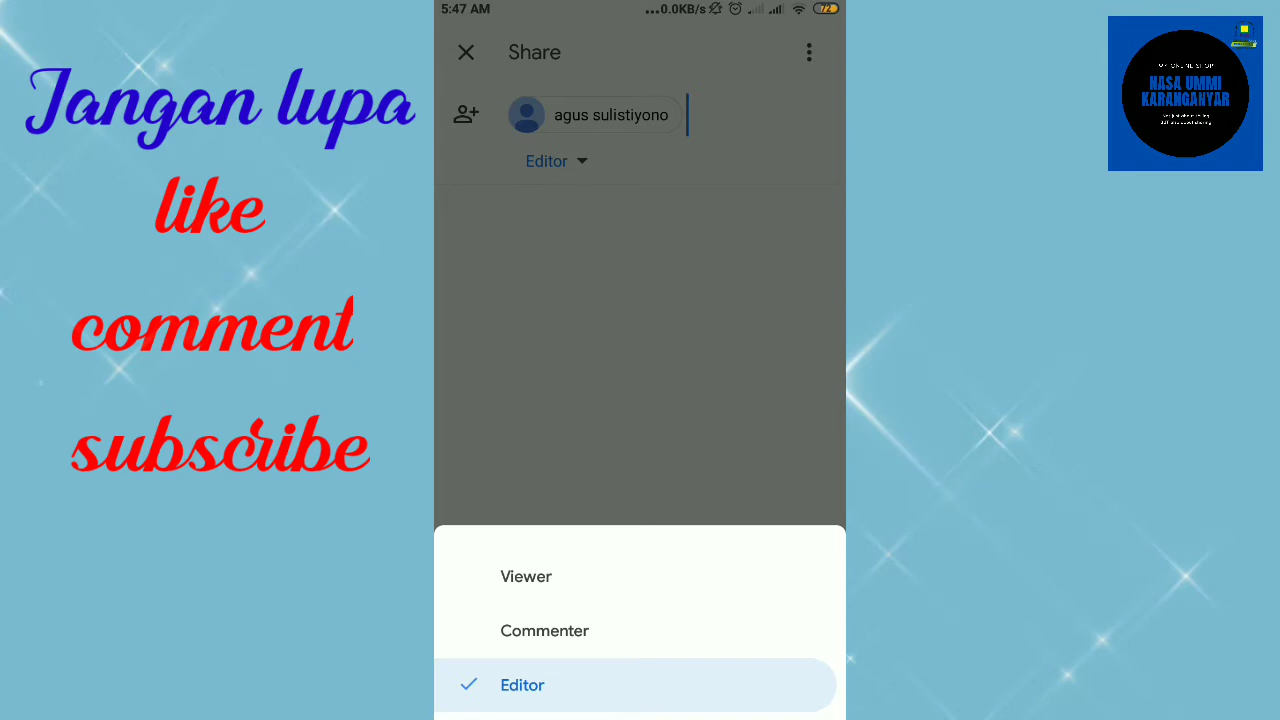 Jangan lupa
like
comment
subscribe
5:47 AM
...0.0KB/s
72
Share
agus sulistiyono
Editor
Viewer
Commenter
Editor
NASA UMMI
KARANGANYAR